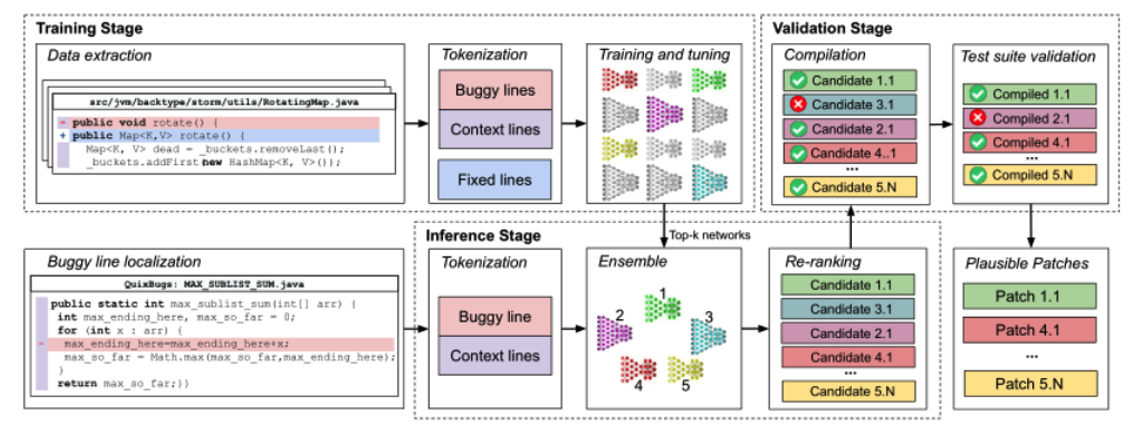 Training Stage
Data extraction
src/jvm/backtype/storm/utils/RotatingMap.java
- public void rotate() {
+ public Map<K,V> rotate() {
Map<K, V> dead = _buckets.removeLast();
_buckets.addFirst(new HashMap<K, V>());
Tokenization
Buggy lines
Context lines
Fixed lines
Training and tuning
Validation Stage
Compilation
Candidate 1.1
Candidate 3.1
Candidate 2.1
Candidate 4..1
...
Candidate 5.N
Test suite validation
Compiled 1.1
Compiled 2.1
Compiled 4.1
...
Compiled 5.N
Buggy line localization
QuixBugs: MAX_SUBLIST_SUM.java
public static int max_sublist_sum(int[] arr) {
int max_ending_here, max_so_far = 0;
for (int x : arr) {
- max_ending_here=max_ending_here+x;
max_so_far = Math.max(max_so_far,max_ending_here);
}
return max_so_far;}}
Inference Stage
Tokenization
Buggy line
Context lines
Top-k networks
Ensemble
1
2
3
4
5
Re-ranking
Candidate 1.1
Candidate 3.1
Candidate 2.1
Candidate 4.1
...
Candidate 5.N
Plausible Patches
Patch 1.1
Patch 4.1
...
Patch 5.N